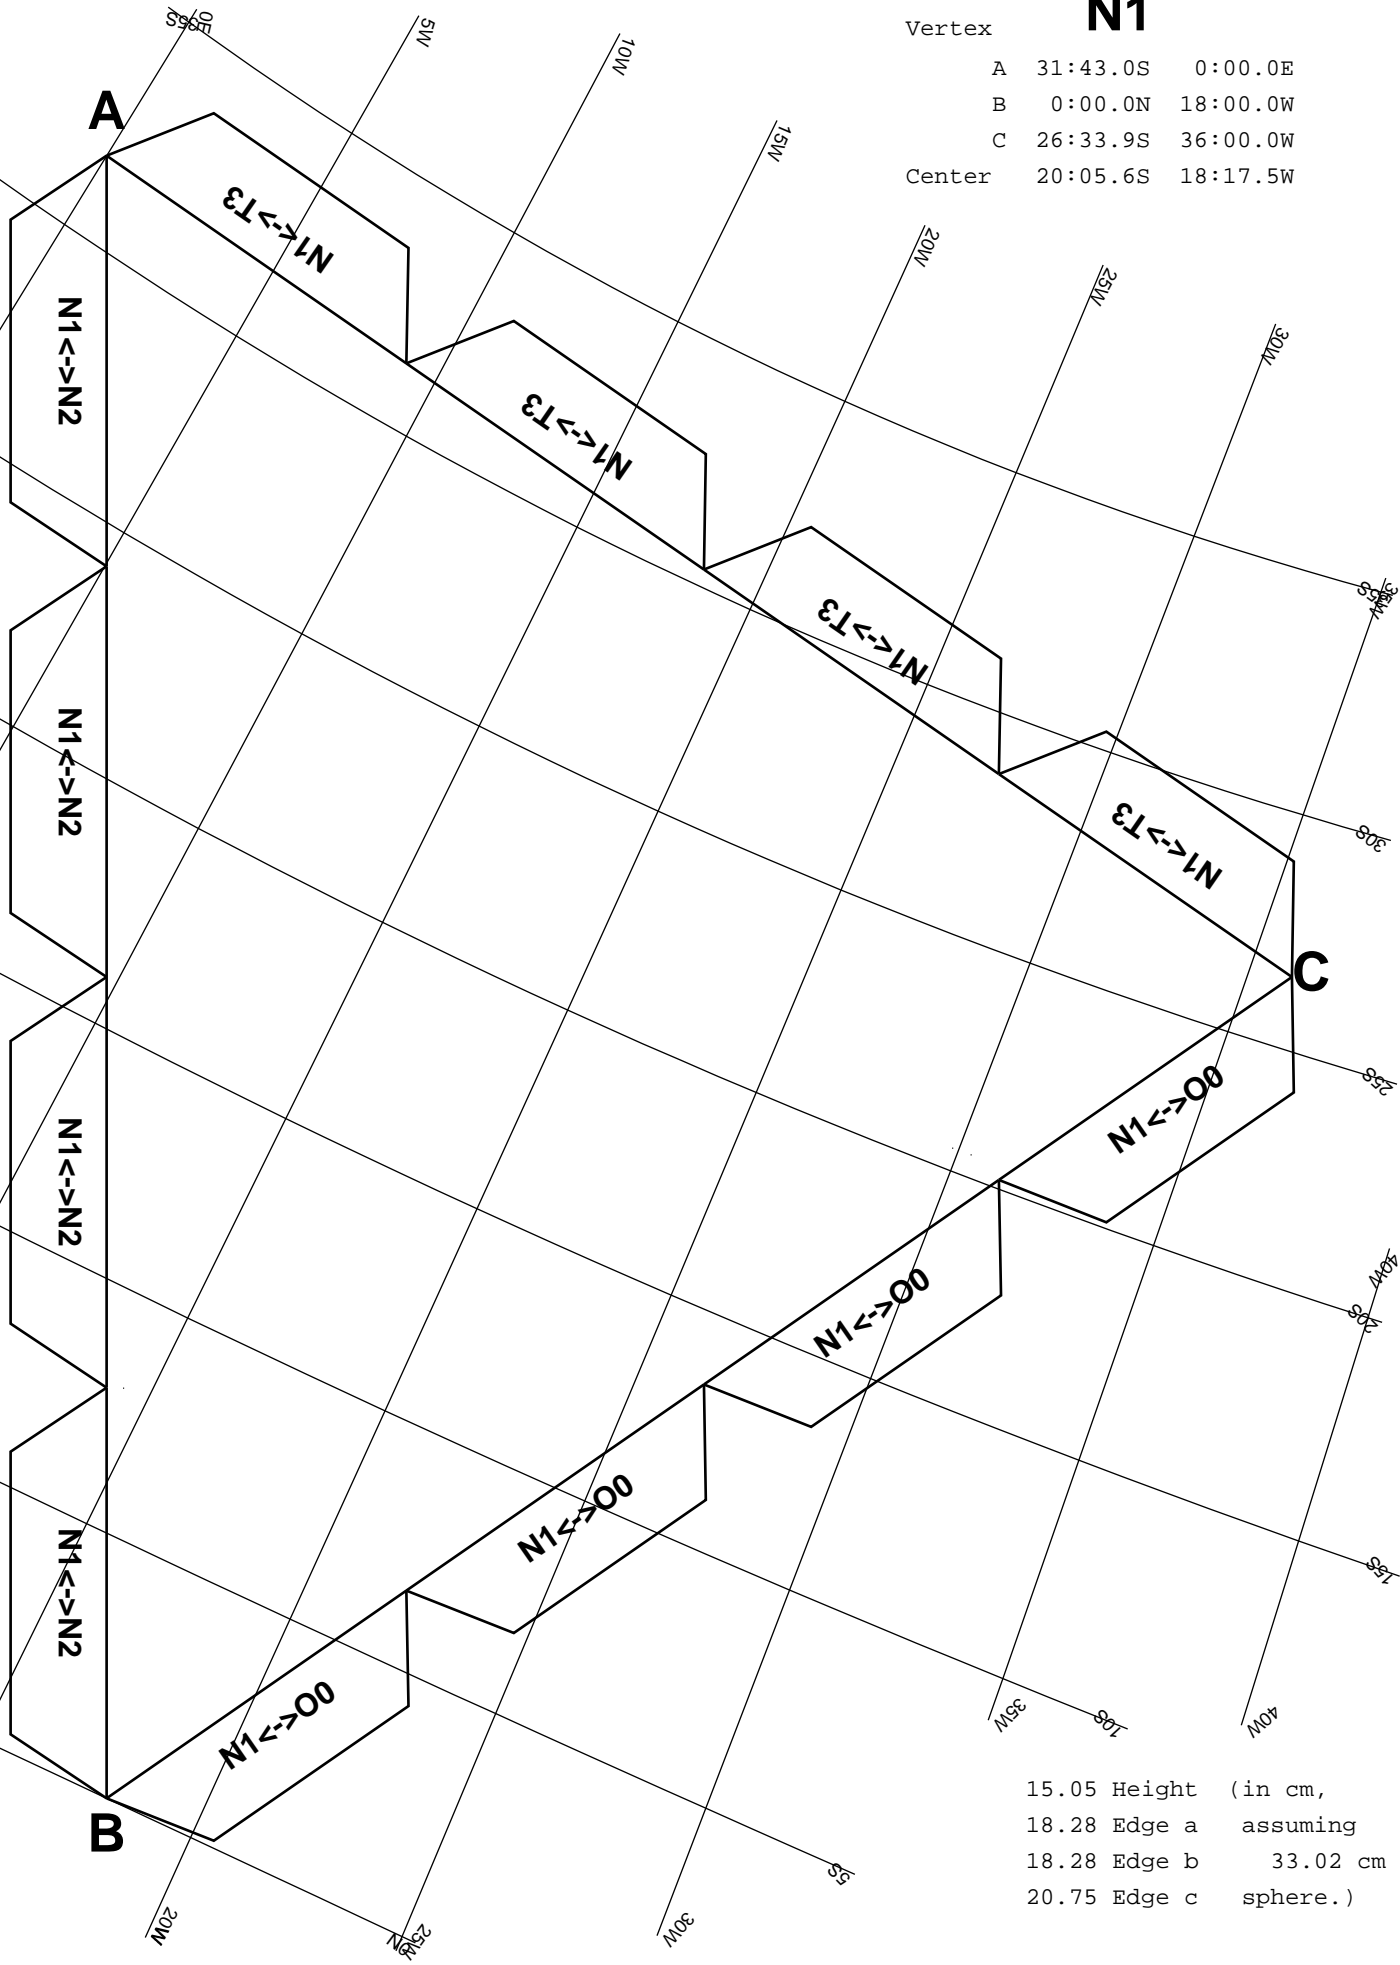 N1
Vertex
A 31:43.0S 0:00.0E
B 0:00.0N 18:00.0W
C 26:33.9S 36:00.0W
Center 20:05.6S 18:17.5W
35S
0E
5W
10W
15W
20W
25W
30W
35W
35S
A
N1<->T3
N1<->T3
N1<->T3
N1<->T3
N1<->N2
N1<->N2
N1<->N2
N1<->N2
30S
C
25S
N1<->O0
N1<->O0
N1<->O0
N1<->O0
40W
20S
15S
35W
10S
40W
B
5S
20W
0N
25W
30W
15.05 Height (in cm,
18.28 Edge a assuming
18.28 Edge b 33.02 cm
20.75 Edge c sphere.)